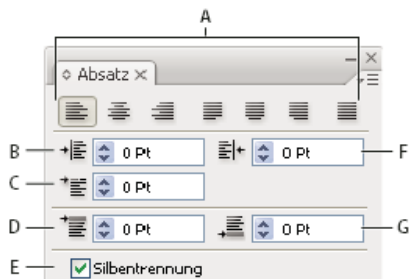 A
Absatz
B 0 Pt 0 Pt F
C 0 Pt
D 0 Pt 0 Pt G
E Silbentrennung